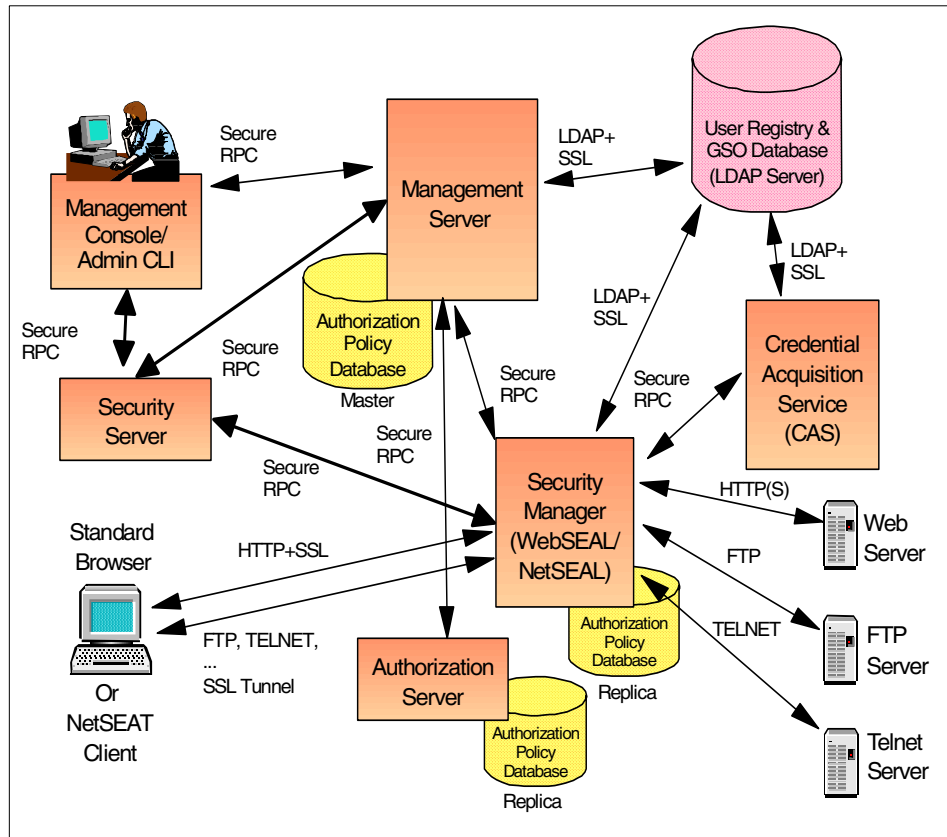 Secure
RPC
LDAP+
SSL
User Registry &
GSO Database
(LDAP Server)
Management
Console/
Admin CLI
Management
Server
LDAP+
SSL
LDAP+
SSL
Secure
RPC
Secure
RPC
Authorization
Policy
Database
Master
Secure
RPC
Secure
RPC
Credential
Acquisition
Service
(CAS)
Security
Server
Secure
RPC
Secure
RPC
Security
Manager
(WebSEAL/
NetSEAL)
HTTP(S)
Web
Server
Standard
Browser
HTTP+SSL
FTP
FTP, TELNET,
...
SSL Tunnel
Or
NetSEAT
Client
Authorization
Server
Authorization
Policy
Database
Replica
TELNET
FTP
Server
Authorization
Policy
Database
Replica
Telnet
Server